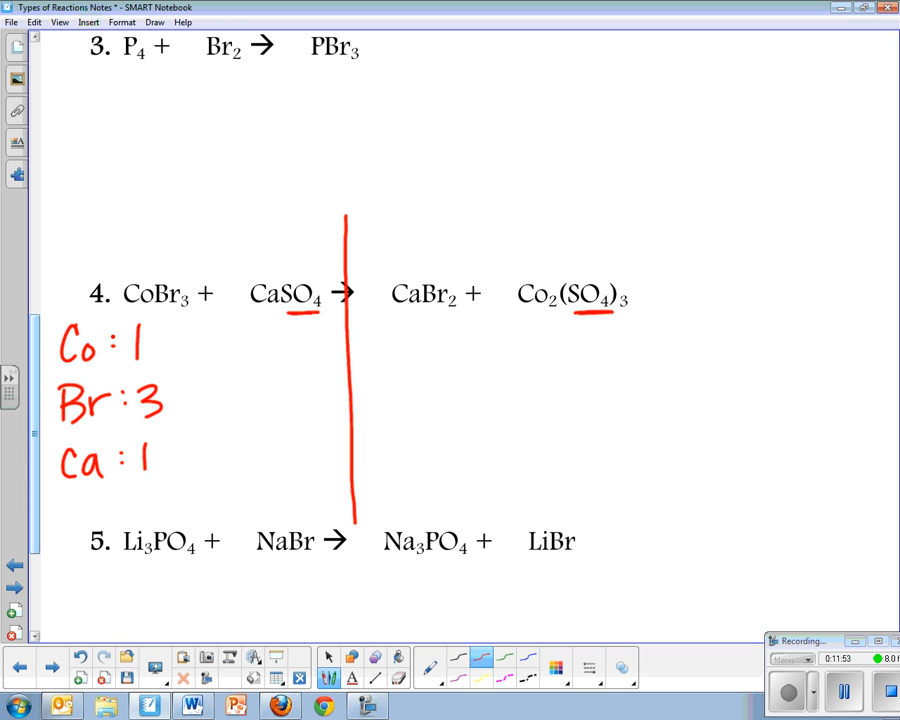 Types of Reactions Notes * - SMART Notebook
File Edit View Insert Format Draw Help
3. P₄ + Br₂ → PBr₃
4. CoBr₃ + CaSO₄ → CaBr₂ + Co₂(SO₄)₃
Co : 1
Br : 3
Ca : 1
5. Li₃PO₄ + NaBr → Na₃PO₄ + LiBr
Recording...
0:11:53